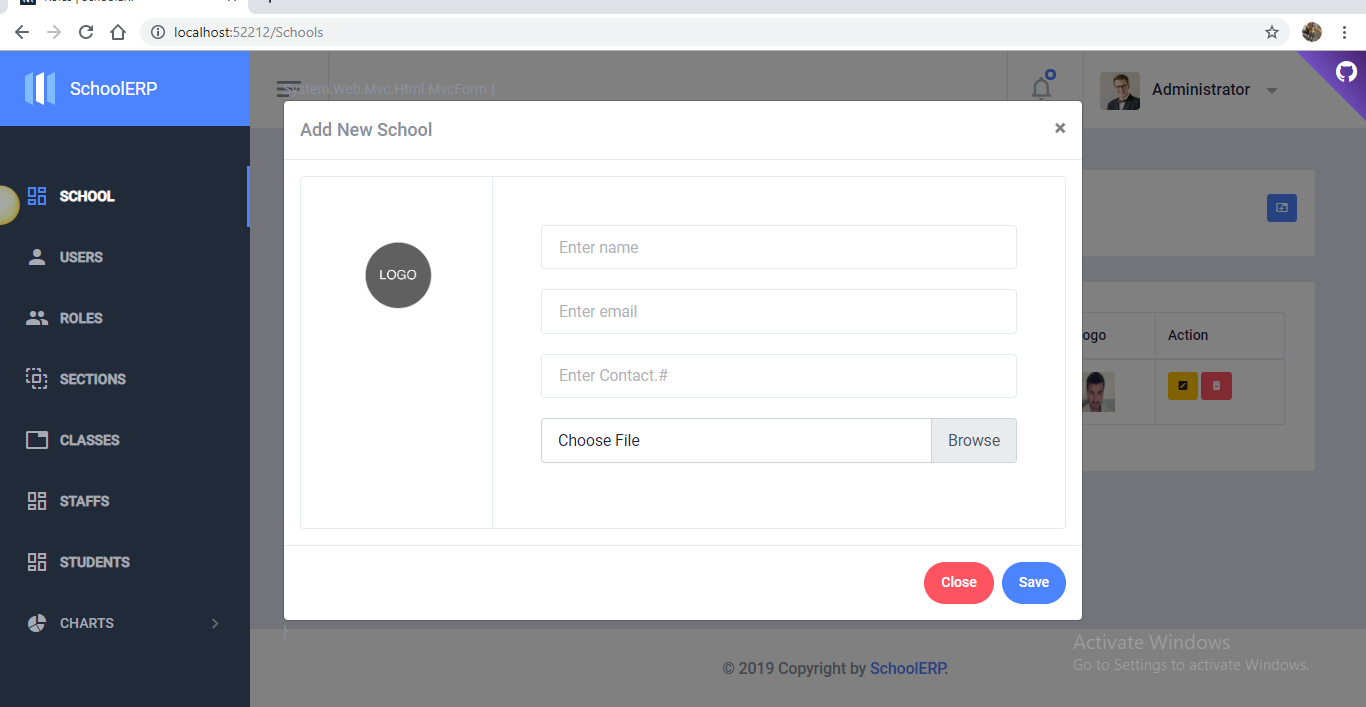 localhost:52212/Schools
SchoolERP
System.Web.Mvc.Html.MvcForm {
Administrator
Add New School
×
SCHOOL
USERS
ROLES
SECTIONS
CLASSES
STAFFS
STUDENTS
CHARTS
LOGO
Enter name
Enter email
Enter Contact.#
Choose File
Browse
ogo
Action
Close
Save
}
© 2019 Copyright by SchoolERP.
Activate Windows
Go to Settings to activate Windows.